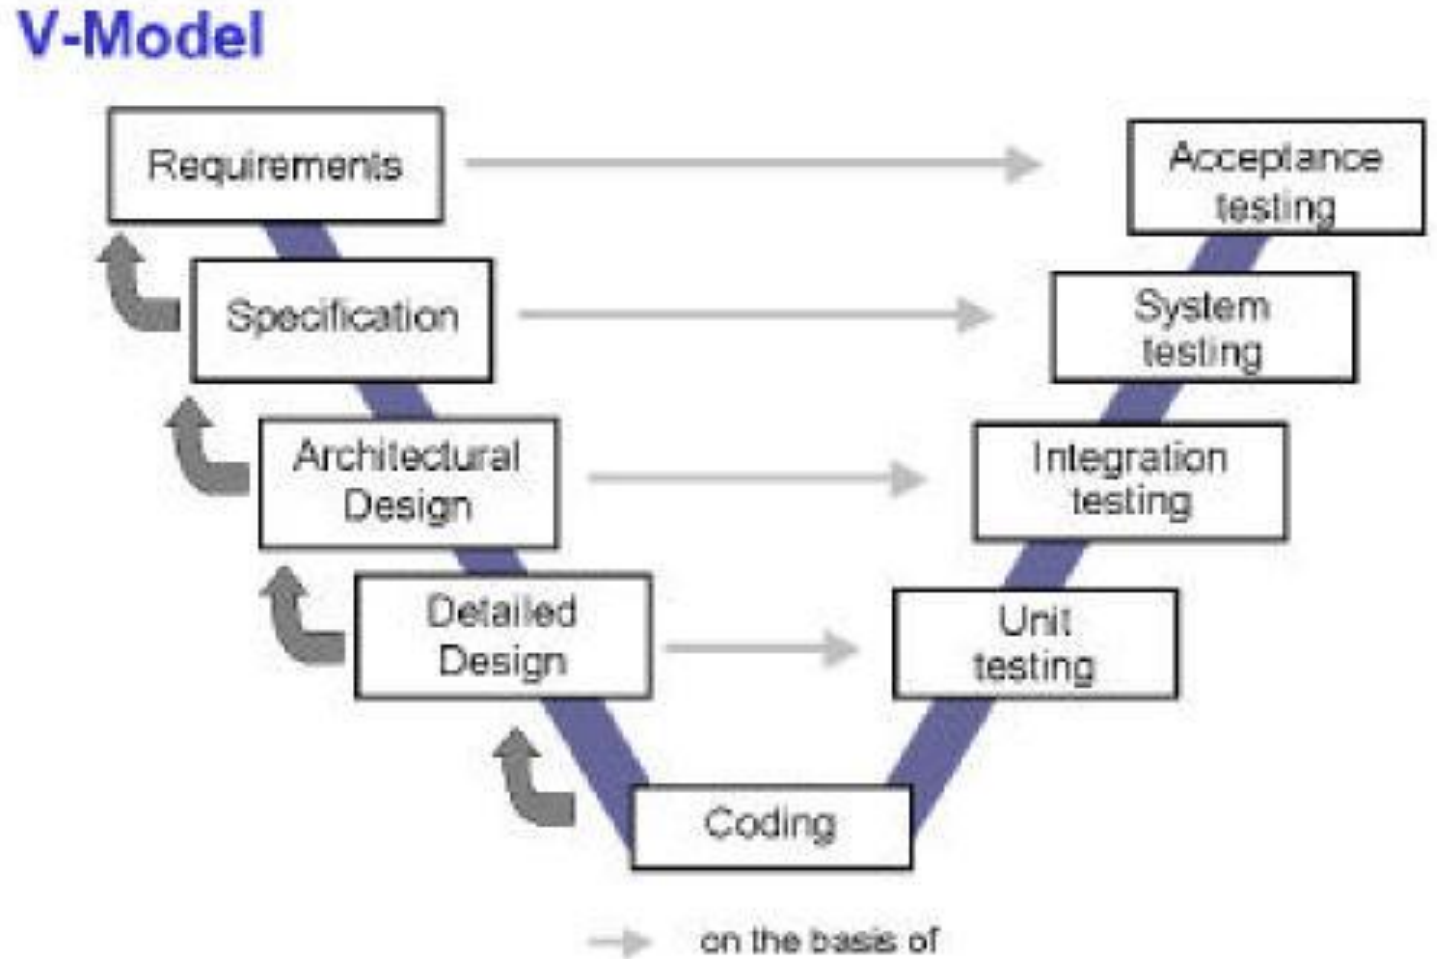 V-Model
Requirements
Acceptance
testing
Specification
System
testing
Architectural
Design
Integration
testing
Detailed
Design
Unit
testing
Coding
on the basis of